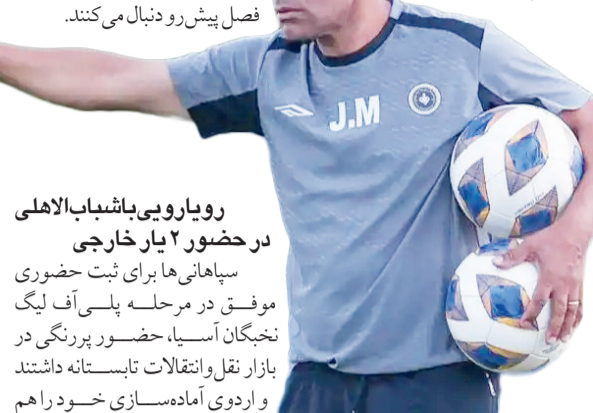 فصل پیش‌رو دنبال می‌کنند.
J.M
رویارویی با شباب‌الاهلی
در حضور ۲ یار خارجی
سپاهانی‌ها برای ثبت حضوری
موفق در مرحله پلی‌آف لیگ
نخبگان آسیا، حضور پررنگی در
بازار نقل‌وانتقالات تابستانه داشتند
و اردوی آماده‌سازی خود را هم